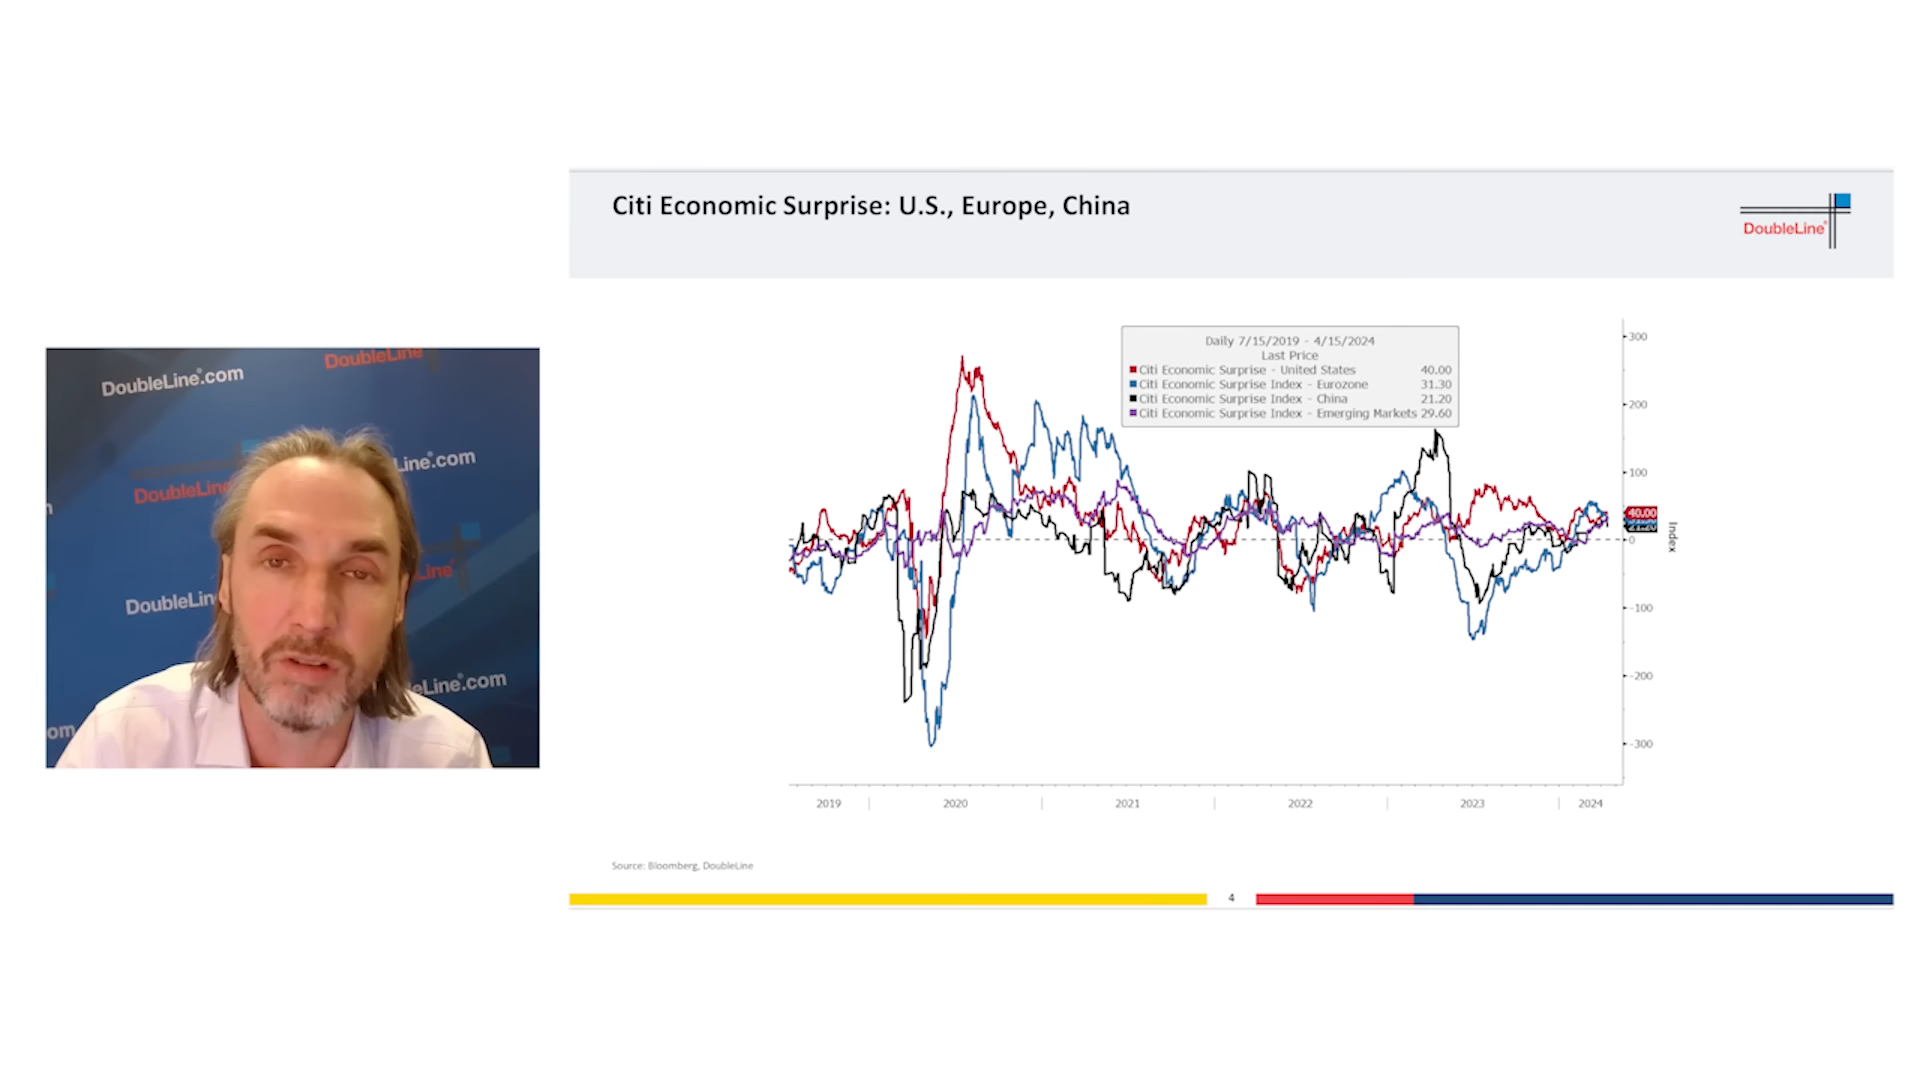 Citi Economic Surprise: U.S., Europe, China
DoubleLine®
DoubleLine
DoubleLine.com
Line.com
DoubleLine
Line
DoubleLin
eLine.com
om
Daily 7/15/2019 - 4/15/2024
Last Price
Citi Economic Surprise - United States 40.00
Citi Economic Surprise Index - Eurozone 31.30
Citi Economic Surprise Index - China 21.20
Citi Economic Surprise Index - Emerging Markets 29.60
300
200
100
40.00
0
-100
-200
-300
Index
2019 2020 2021 2022 2023 2024
Source: Bloomberg, DoubleLine
4